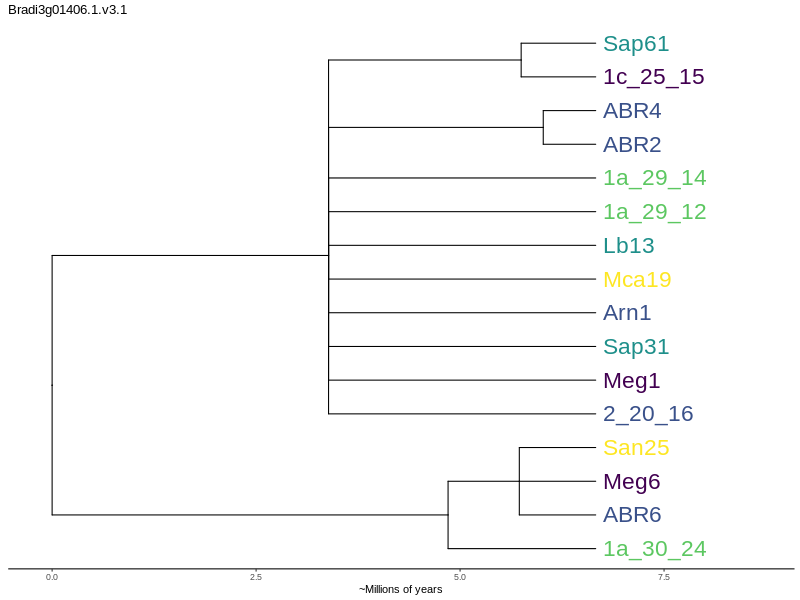 Bradi3g01406.1.v3.1
Sap61
1c_25_15
ABR4
ABR2
1a_29_14
1a_29_12
Lb13
Mca19
Arn1
Sap31
Meg1
2_20_16
San25
Meg6
ABR6
1a_30_24
0.0 2.5 5.0 7.5
~Millions of years